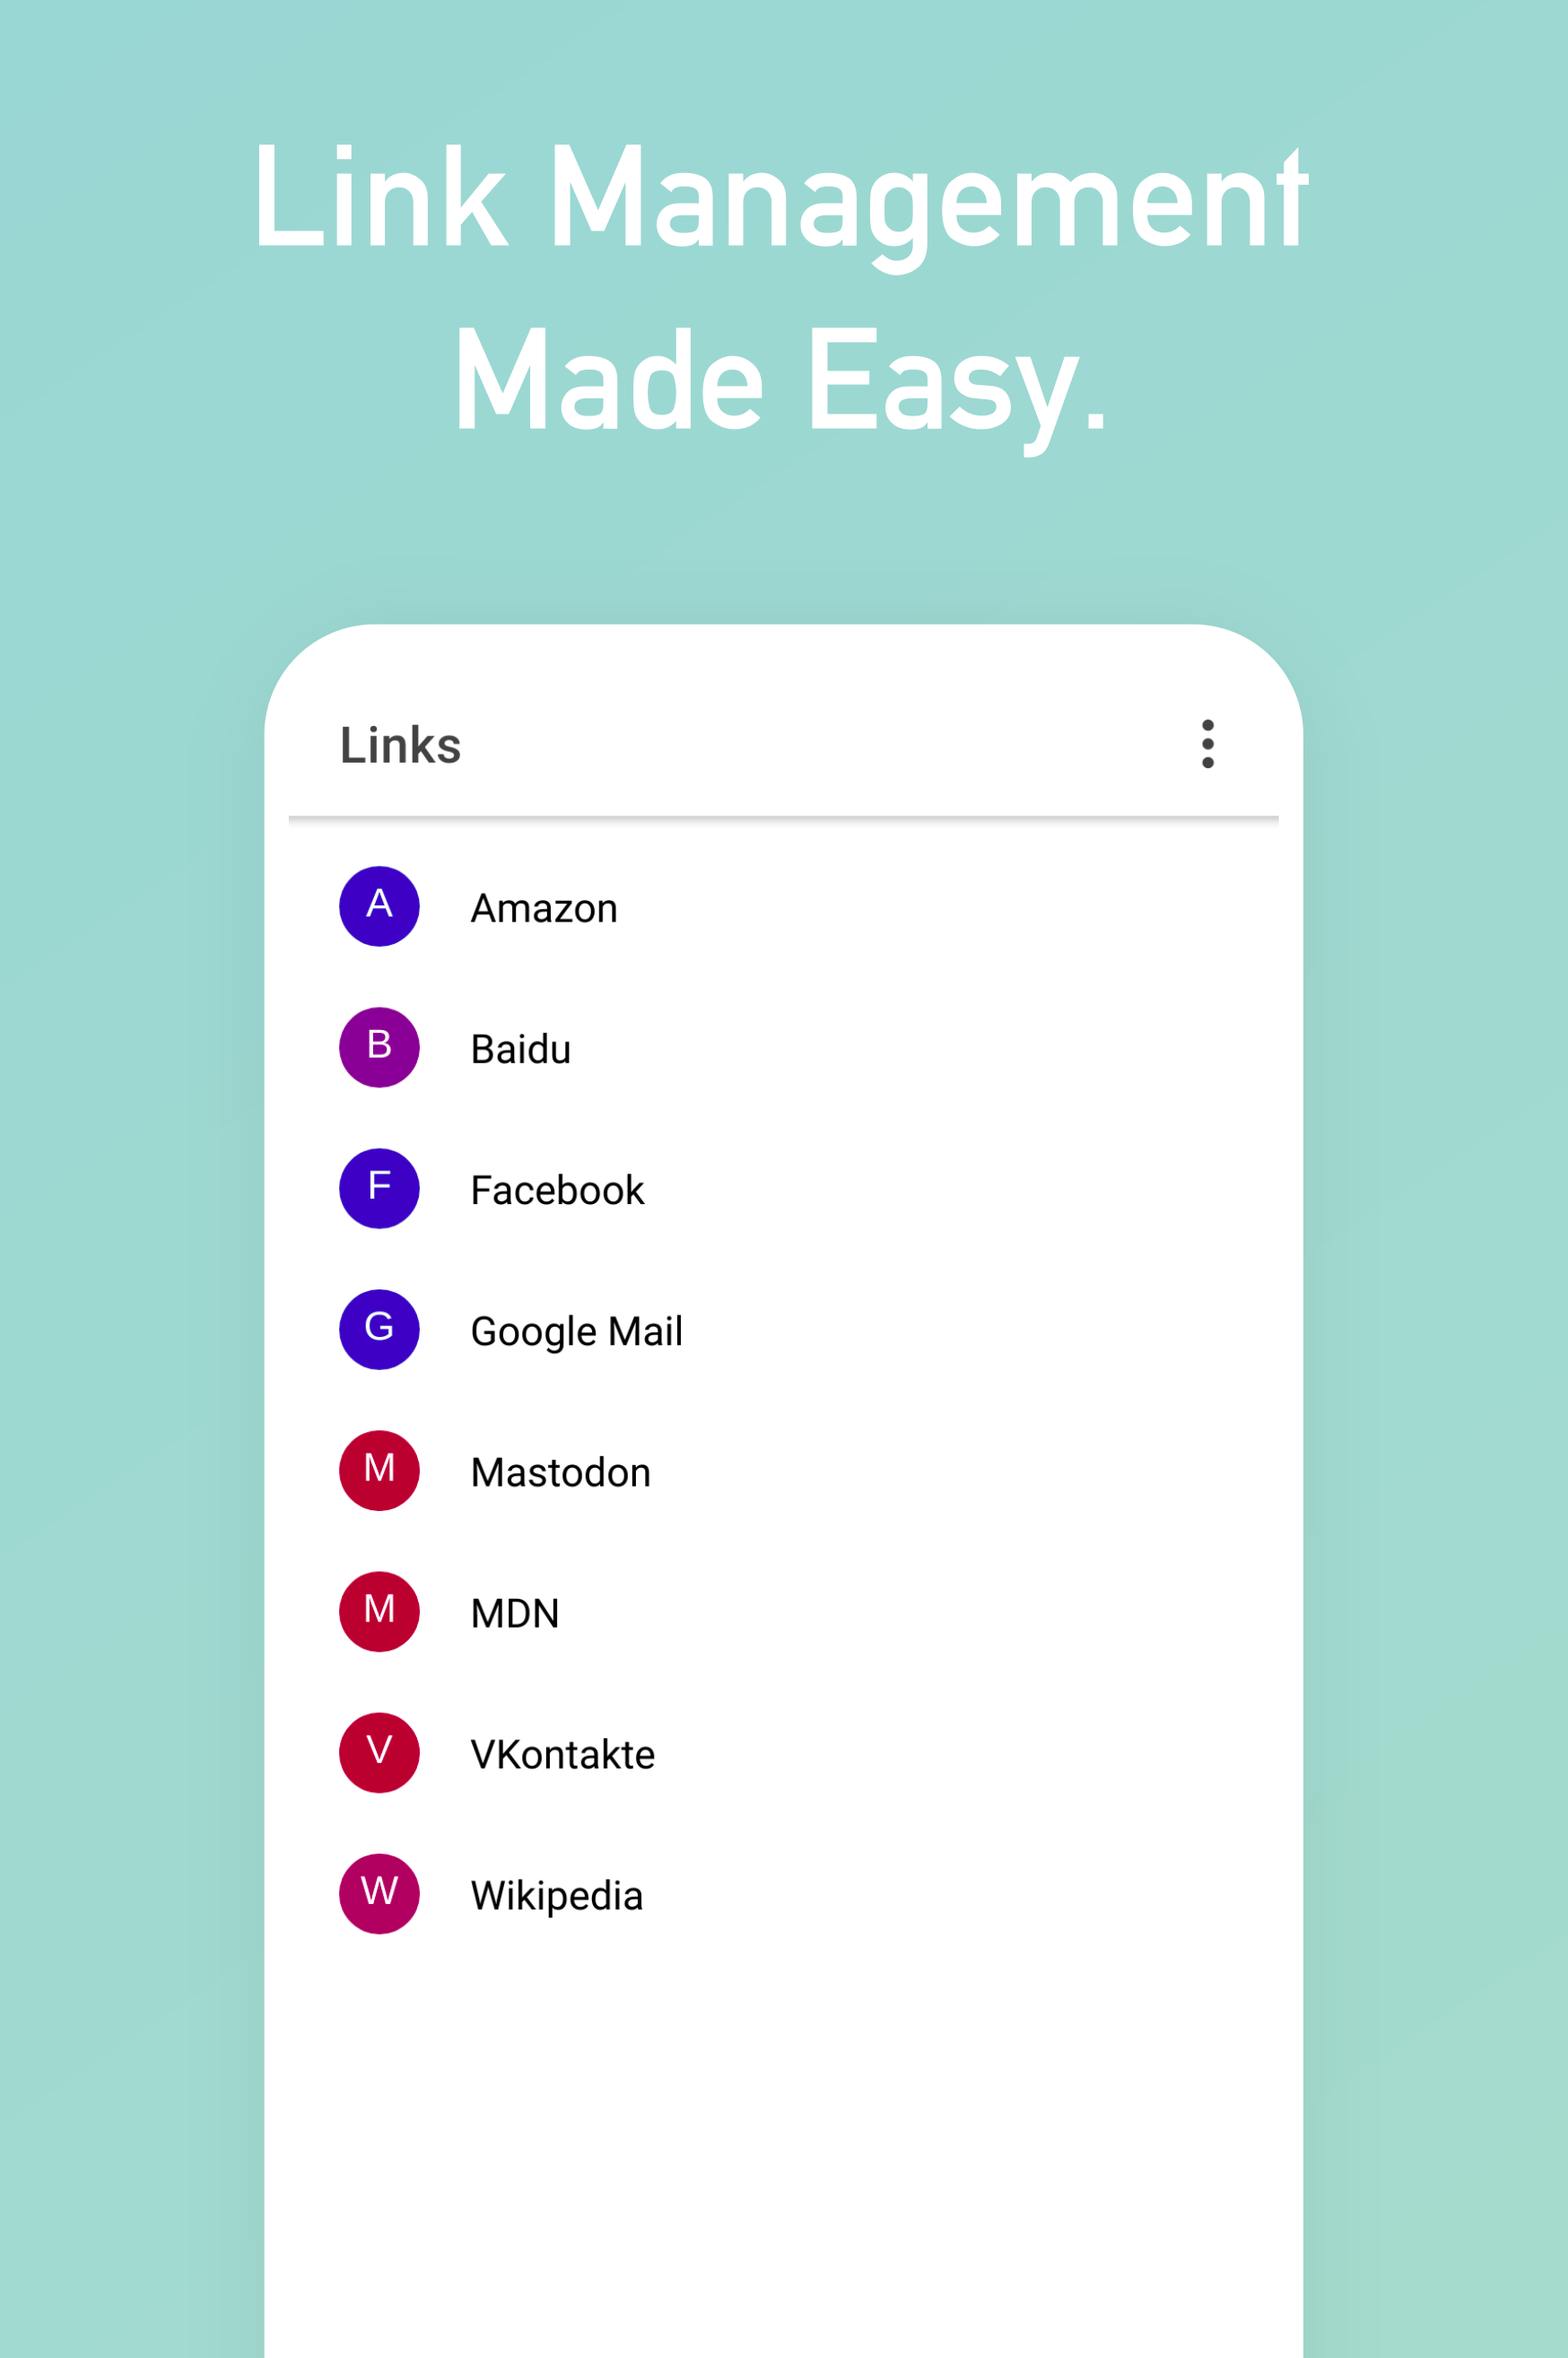 Link Management
Made Easy.
Links
A Amazon
B Baidu
F Facebook
G Google Mail
M Mastodon
M MDN
V VKontakte
W Wikipedia